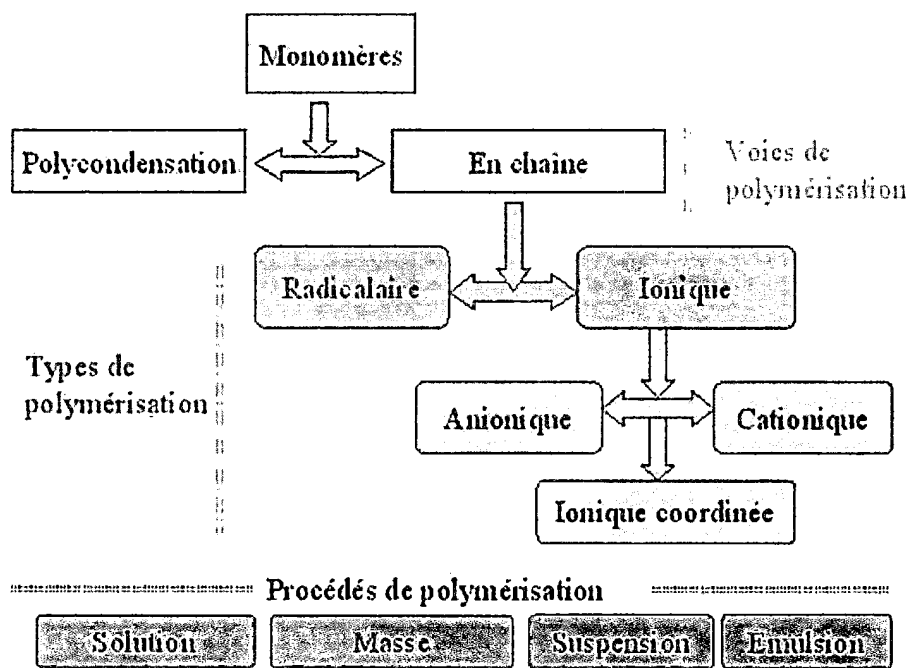 Monomères
Polycondensation
En chaine
Voies de
polymérisation
Radicalaire
Ionique
Types de
polymérisation
Anionique
Cationique
Ionique coordinée
Procédés de polymérisation
Solution
Masse
Suspension
Emulsion